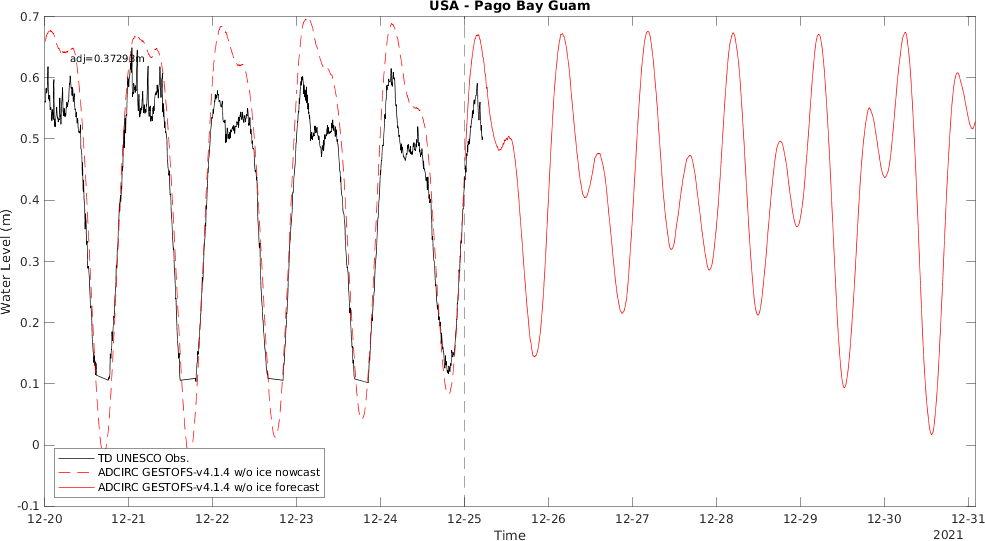 USA - Pago Bay Guam
0.7
0.6
0.5
0.4
0.3
0.2
0.1
0
-0.1
Water Level (m)
adj=0.37293m
TD UNESCO Obs.
ADCIRC GESTOFS-v4.1.4 w/o ice nowcast
ADCIRC GESTOFS-v4.1.4 w/o ice forecast
12-20 12-21 12-22 12-23 12-24 12-25 12-26 12-27 12-28 12-29 12-30 12-31
Time
2021